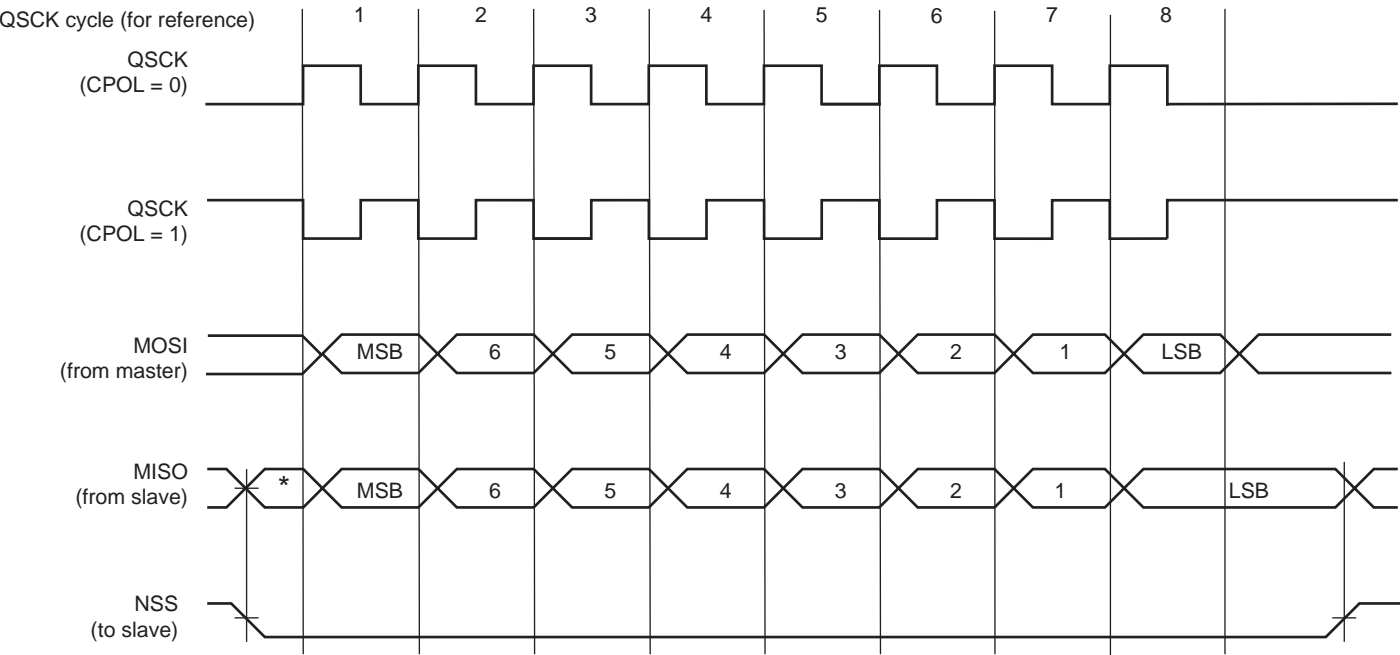 QSCK cycle (for reference) 1 2 3 4 5 6 7 8
QSCK
(CPOL = 0)
QSCK
(CPOL = 1)
MOSI
(from master)
MSB 6 5 4 3 2 1 LSB
MISO
(from slave)
* MSB 6 5 4 3 2 1 LSB
NSS
(to slave)